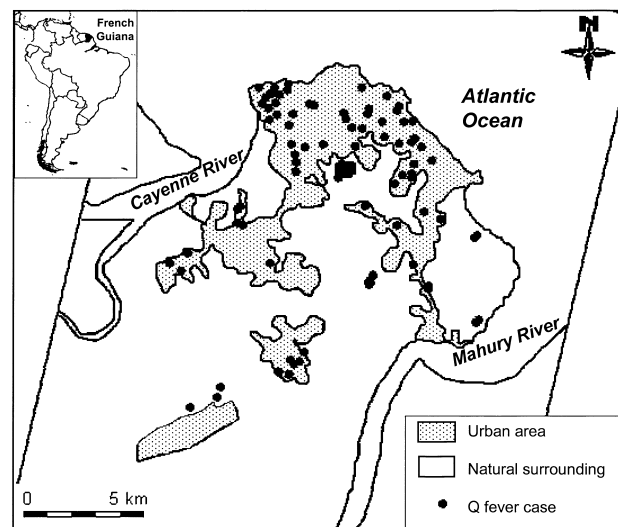 French
Guiana
N
Atlantic
Ocean
Cayenne River
Mahury River
Urban area
Natural surrounding
Q fever case
0 5 km